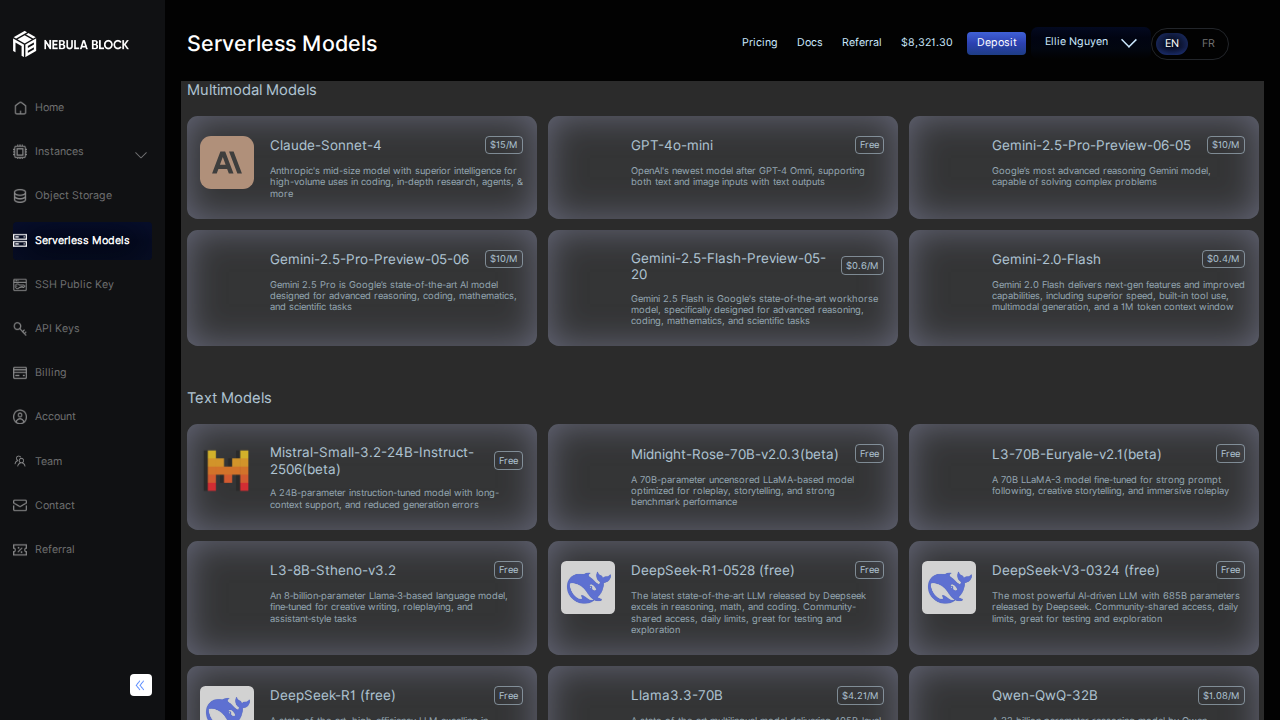 NEBULA BLOCK
Serverless Models
Pricing
Docs
Referral
$8,321.30
Deposit
Ellie Nguyen
EN
FR
Home
Instances
Object Storage
Serverless Models
SSH Public Key
API Keys
Billing
Account
Team
Contact
Referral
Multimodal Models
Claude-Sonnet-4
$15/M
Anthropic's mid-size model with superior intelligence for
high-volume uses in coding, in-depth research, agents, &
more
GPT-4o-mini
Free
OpenAI's newest model after GPT-4 Omni, supporting
both text and image inputs with text outputs
Gemini-2.5-Pro-Preview-06-05
$10/M
Google's most advanced reasoning Gemini model,
capable of solving complex problems
Gemini-2.5-Pro-Preview-05-06
$10/M
Gemini 2.5 Pro is Google's state-of-the-art AI model
designed for advanced reasoning, coding, mathematics,
and scientific tasks
Gemini-2.5-Flash-Preview-05-
20
$0.6/M
Gemini 2.5 Flash is Google's state-of-the-art workhorse
model, specifically designed for advanced reasoning,
coding, mathematics, and scientific tasks
Gemini-2.0-Flash
$0.4/M
Gemini 2.0 Flash delivers next-gen features and improved
capabilities, including superior speed, built-in tool use,
multimodal generation, and a 1M token context window
Text Models
Mistral-Small-3.2-24B-Instruct-
2506(beta)
Free
A 24B-parameter instruction-tuned model with long-
context support, and reduced generation errors
Midnight-Rose-70B-v2.0.3(beta)
Free
A 70B-parameter uncensored LLaMA-based model
optimized for roleplay, storytelling, and strong
benchmark performance
L3-70B-Euryale-v2.1(beta)
Free
A 70B LLaMA-3 model fine-tuned for strong prompt
following, creative storytelling, and immersive roleplay
L3-8B-Stheno-v3.2
Free
An 8-billion-parameter Llama-3-based language model,
fine-tuned for creative writing, roleplaying, and
assistant-style tasks
DeepSeek-R1-0528 (free)
Free
The latest state-of-the-art LLM released by Deepseek
excels in reasoning, math, and coding. Community-
shared access, daily limits, great for testing and
exploration
DeepSeek-V3-0324 (free)
Free
The most powerful AI-driven LLM with 685B parameters
released by Deepseek. Community-shared access, daily
limits, great for testing and exploration
DeepSeek-R1 (free)
Free
Llama3.3-70B
$4.21/M
Qwen-QwQ-32B
$1.08/M